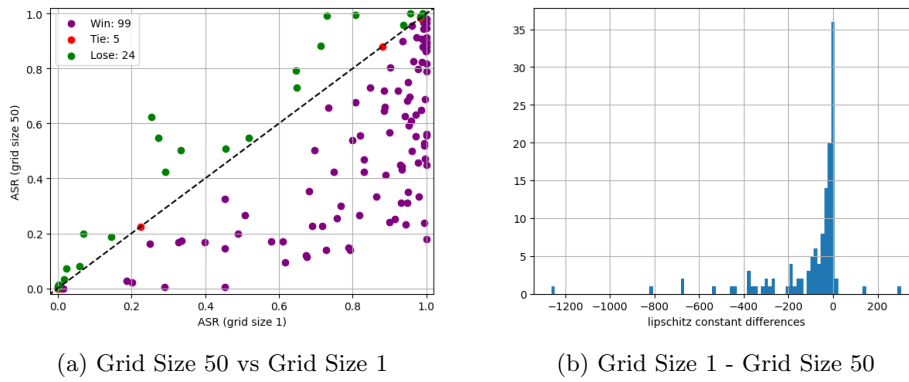 Win: 99
Tie: 5
Lose: 24
1.0
0.8
0.6
0.4
0.2
0.0
ASR (grid size 50)
0.0 0.2 0.4 0.6 0.8 1.0
ASR (grid size 1)
35
30
25
20
15
10
5
0
-1200 -1000 -800 -600 -400 -200 0 200
lipschitz constant differences
(a) Grid Size 50 vs Grid Size 1
(b) Grid Size 1 - Grid Size 50